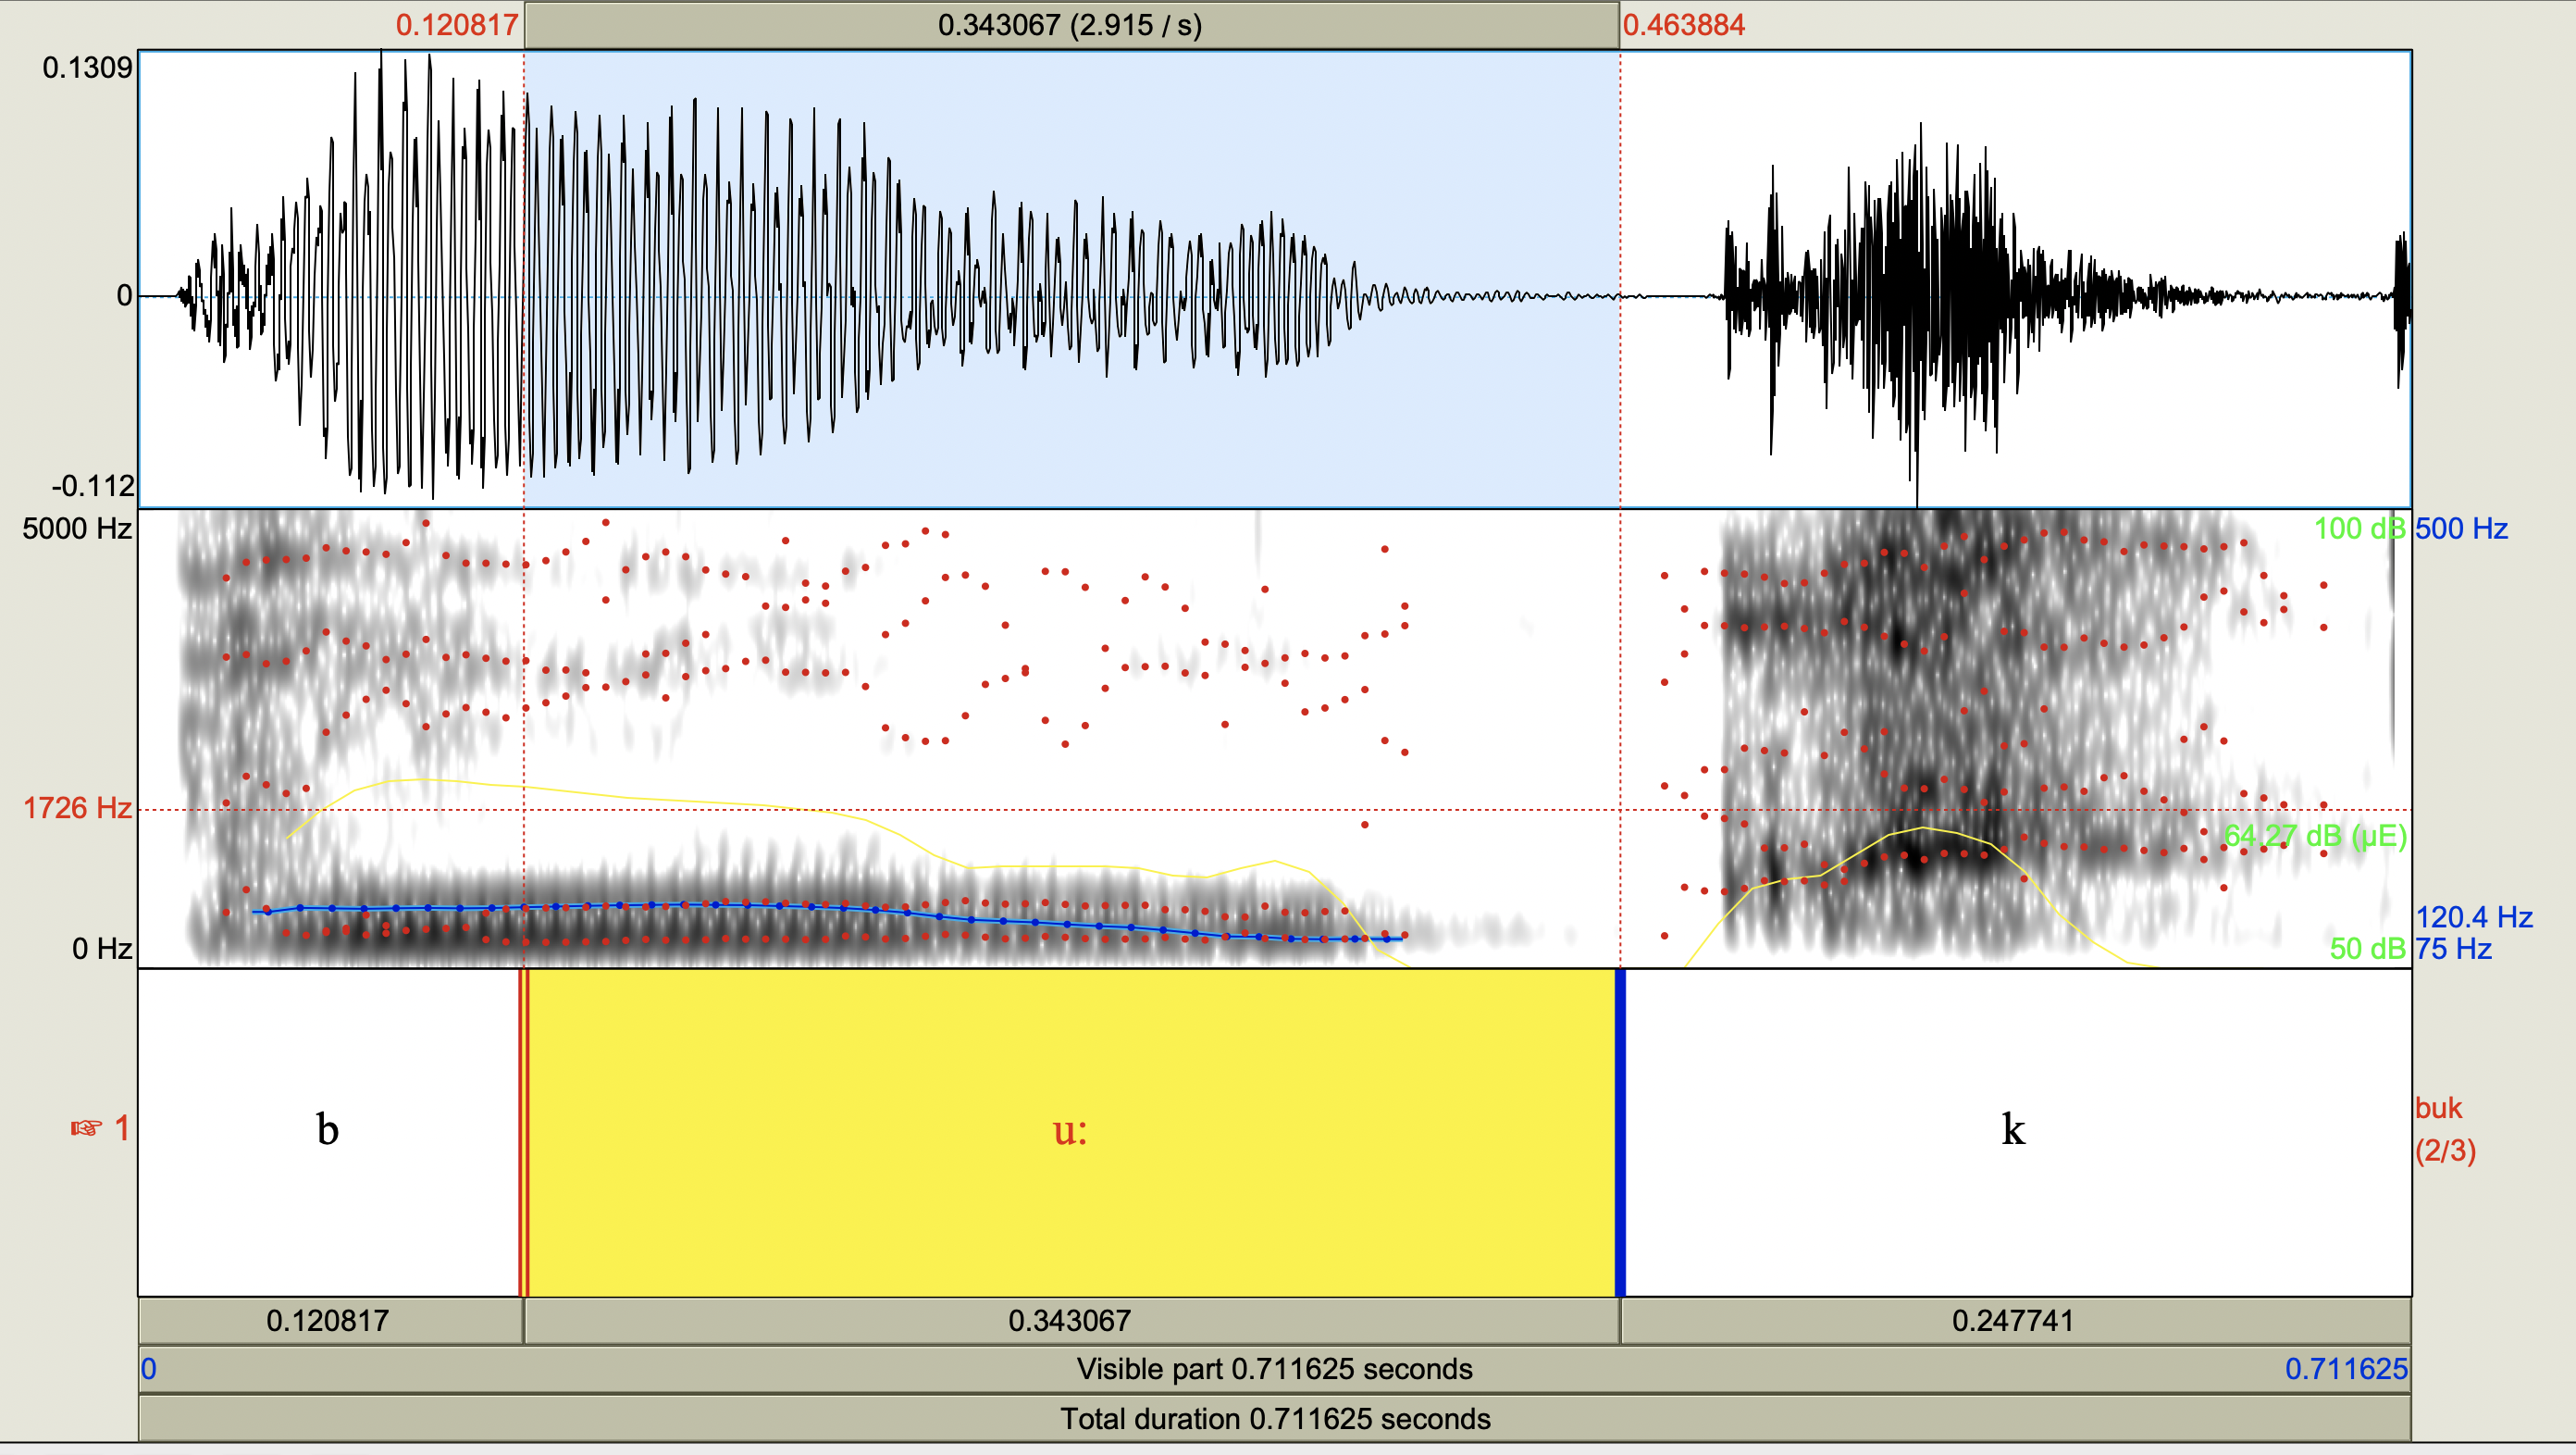 0.120817 0.343067 (2.915 / s) 0.463884
0.1309
0
-0.112
5000 Hz 100 dB 500 Hz
1726 Hz
64.27 dB (µE)
120.4 Hz
0 Hz 50 dB 75 Hz
☞ 1 b u: k buk
(2/3)
0.120817 0.343067 0.247741
0 Visible part 0.711625 seconds 0.711625
Total duration 0.711625 seconds